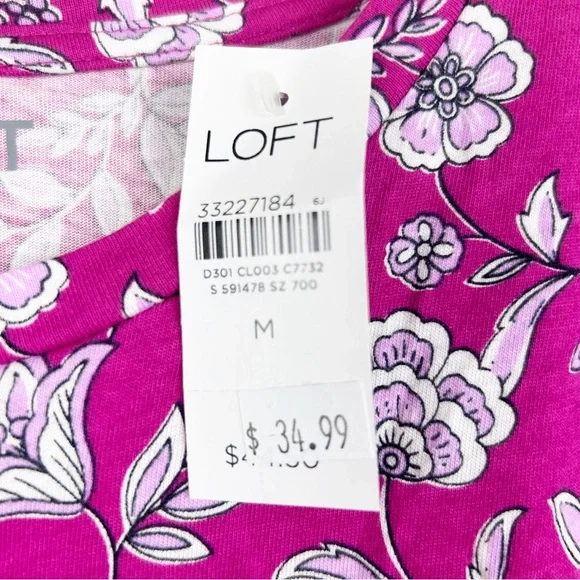 T
LOFT
33227184 6J
D301 CL003 C7732
S 591478 SZ 700
M
$ 34.99